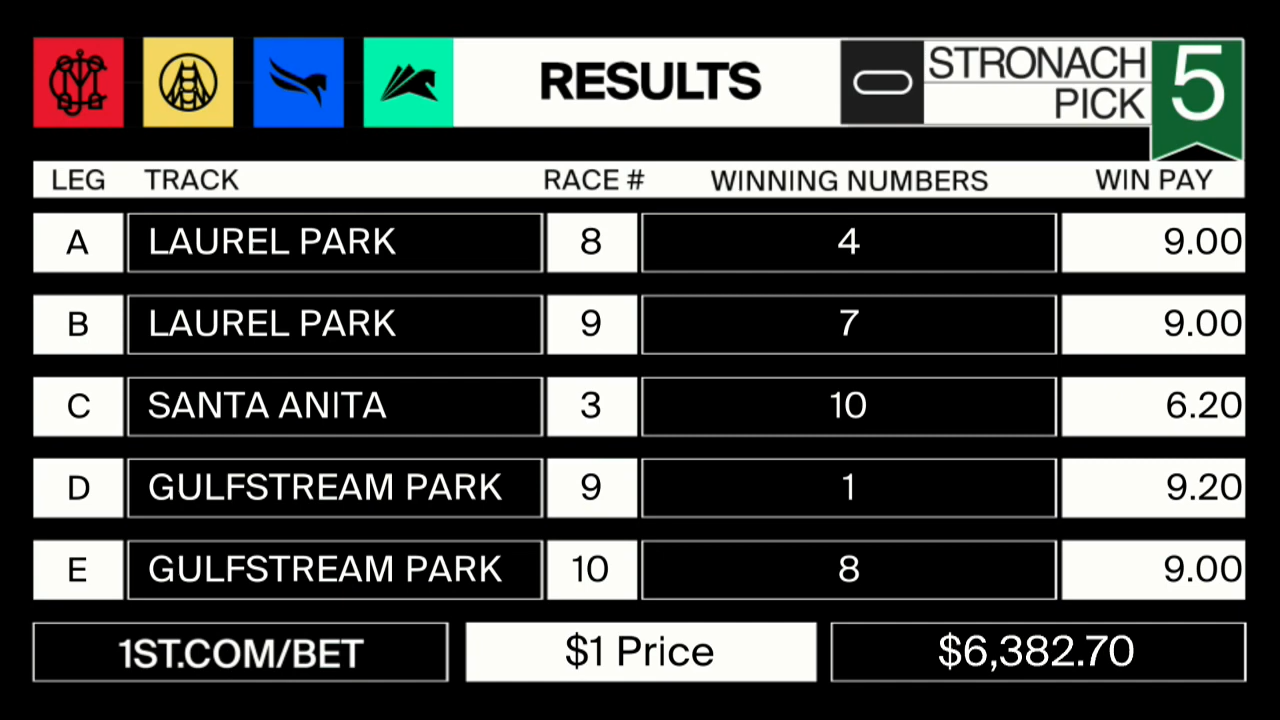 RESULTS
STRONACH
PICK
5
LEG TRACK RACE # WINNING NUMBERS WIN PAY
A LAUREL PARK 8 4 9.00
B LAUREL PARK 9 7 9.00
C SANTA ANITA 3 10 6.20
D GULFSTREAM PARK 9 1 9.20
E GULFSTREAM PARK 10 8 9.00
1ST.COM/BET $1 Price $6,382.70